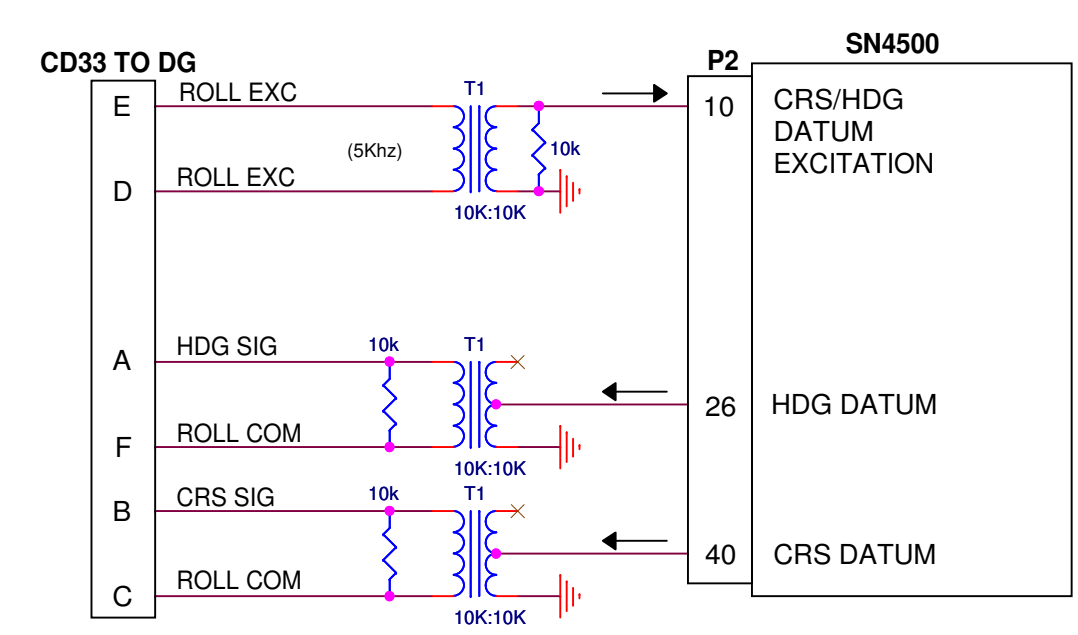 CD33 TO DG
P2
SN4500
E
ROLL EXC
T1
10
CRS/HDG
DATUM
EXCITATION
(5Khz)
10k
D
ROLL EXC
10K:10K
A
HDG SIG
10k
T1
26
HDG DATUM
F
ROLL COM
10K:10K
B
CRS SIG
10k
T1
40
CRS DATUM
C
ROLL COM
10K:10K